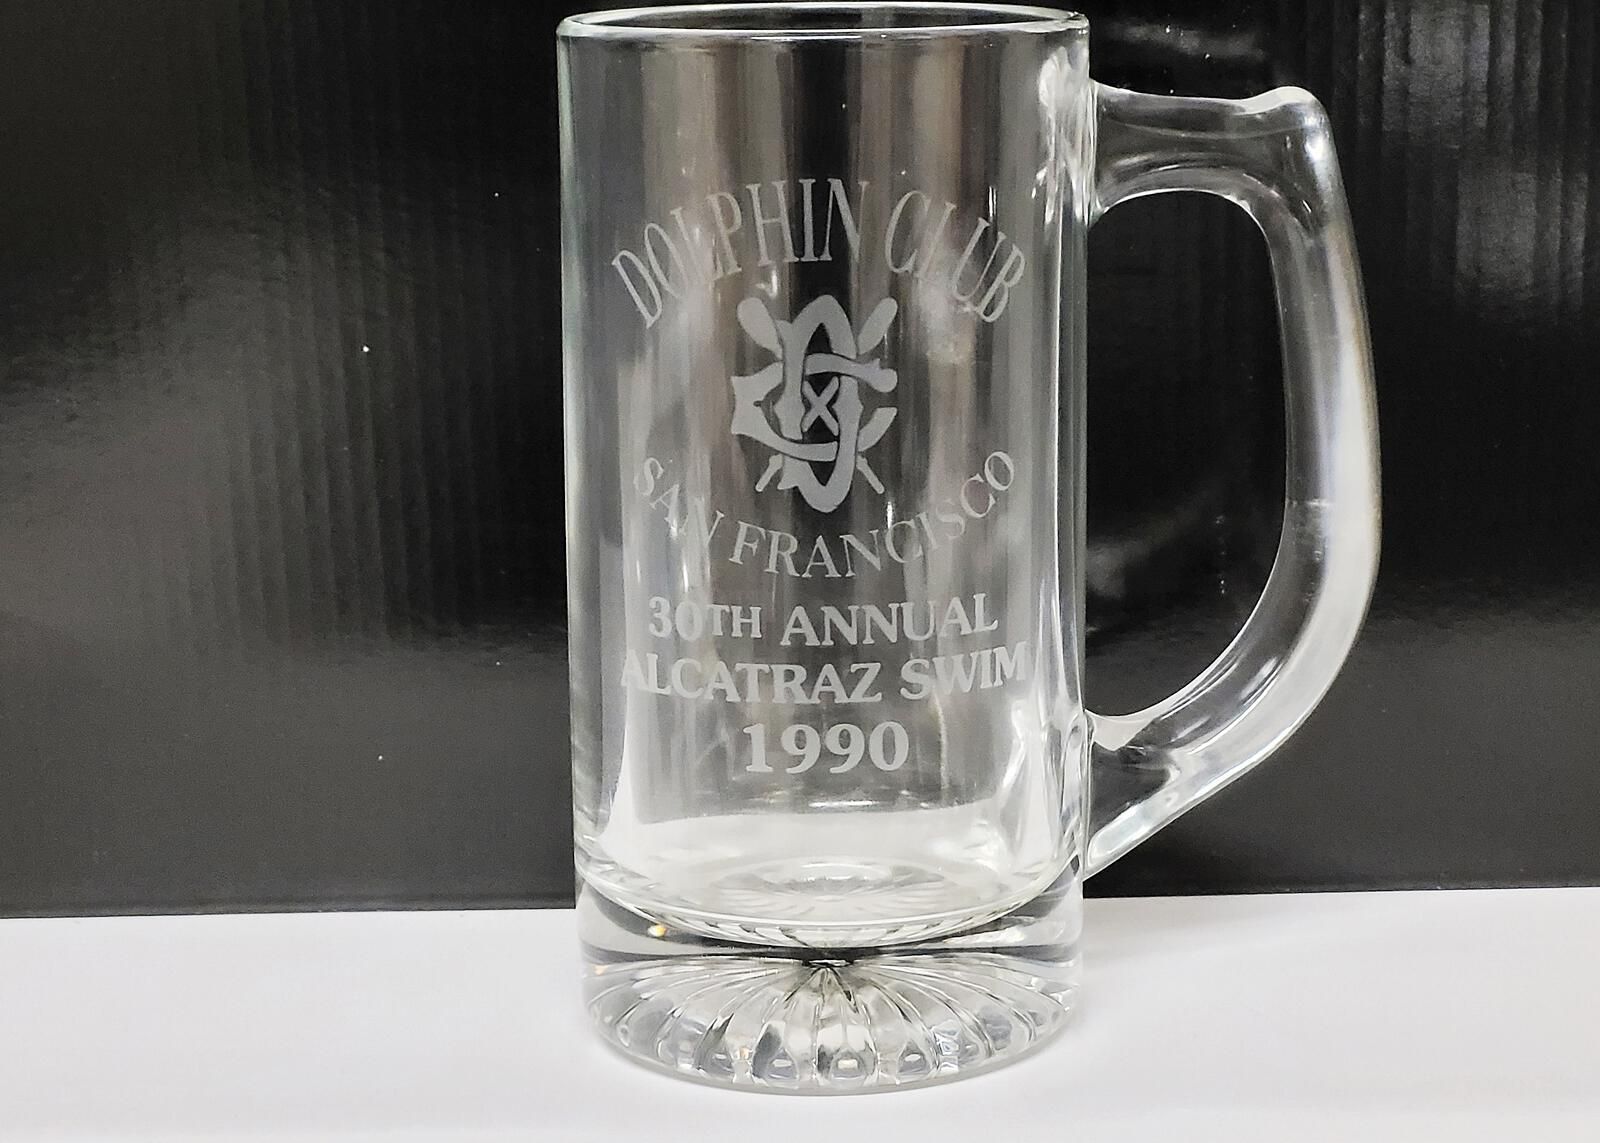 DOLPHIN CLUB
SAN FRANCISCO
30TH ANNUAL
ALCATRAZ SWIM
1990